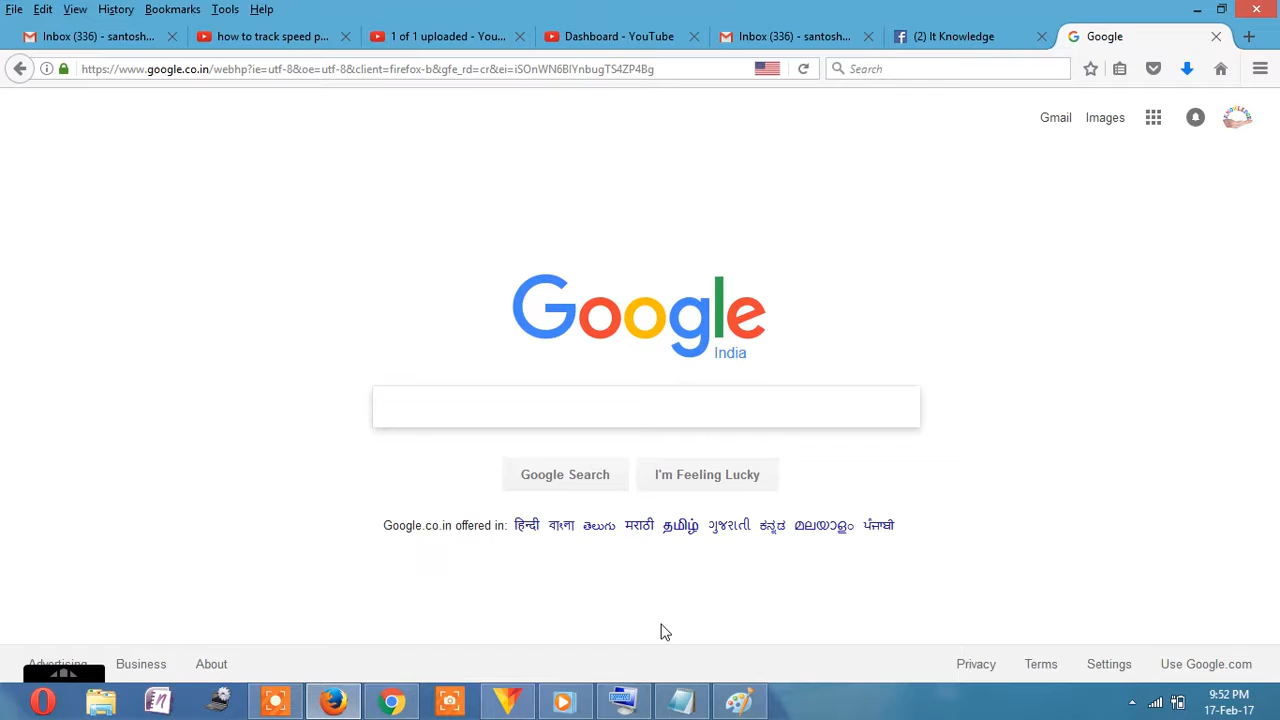 File Edit View History Bookmarks Tools Help
Inbox (336) - santosh... how to track speed p... 1 of 1 uploaded - You... Dashboard - YouTube Inbox (336) - santosh... (2) It Knowledge Google
https://www.google.co.in/webhp?ie=utf-8&oe=utf-8&client=firefox-b&gfe_rd=cr&ei=iSOnWN6BIYnbugTS4ZP4Bg Search
Gmail Images
Google
India
Google Search I'm Feeling Lucky
Google.co.in offered in: हिन्दी বাংলা తెలుగు मराठी தமிழ் ગુજરાતી ಕನ್ನಡ മലയാളം ਪੰਜਾਬੀ
Advertising Business About Privacy Terms Settings Use Google.com
9:52 PM
17-Feb-17